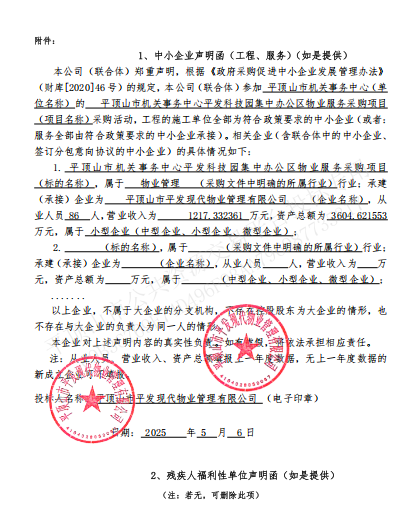 附件：
1、中小企业声明函（工程、服务）（如是提供）
本公司（联合体）郑重声明，根据《政府采购促进中小企业发展管理办法》
（财库[2020]46号）的规定，本公司（联合体）参加 平顶山市机关事务中心（单
位名称）的 平顶山市机关事务中心平发科技园集中办公区物业服务采购项目
（项目名称）采购活动，工程的施工单位全部为符合政策要求的中小企业（或者：
服务全部由符合政策要求的中小企业承接）。相关企业（含联合体中的中小企业、
签订分包意向协议的中小企业）的具体情况如下：
1. 平顶山市机关事务中心平发科技园集中办公区物业服务采购项目
（标的名称），属于 物业管理 （采购文件中明确的所属行业）行业；承建
（承接）企业为 平顶山市平发现代物业管理有限公司 （企业名称），从
业人员 86 人，营业收入为 1217.332361 万元，资产总额为 3604.621553
万元，属于 小型企业（中型企业、小型企业、微型企业）；
2. （标的名称），属于 （采购文件中明确的所属行业）行业；
承建（承接）企业为 （企业名称），从业人员 人，营业收入为 万
元，资产总额为 万元，属于 （中型企业、小型企业、微型企业）；
.......
以上企业，不属于大企业的分支机构，不存在控股股东为大企业的情形，也
不存在与大企业的负责人为同一人的情形。
本企业对上述声明内容的真实性负责。如有虚假，将依法承担相应责任。
注：从业人员、营业收入、资产总额填报上一年度数据，无上一年度数据的
新成立企业可不填报。
投标人名称：平顶山市平发现代物业管理有限公司（电子印章）
日期： 2025 年 5 月 6 日
2、残疾人福利性单位声明函（如是提供）
（注：若无，可删除此项）